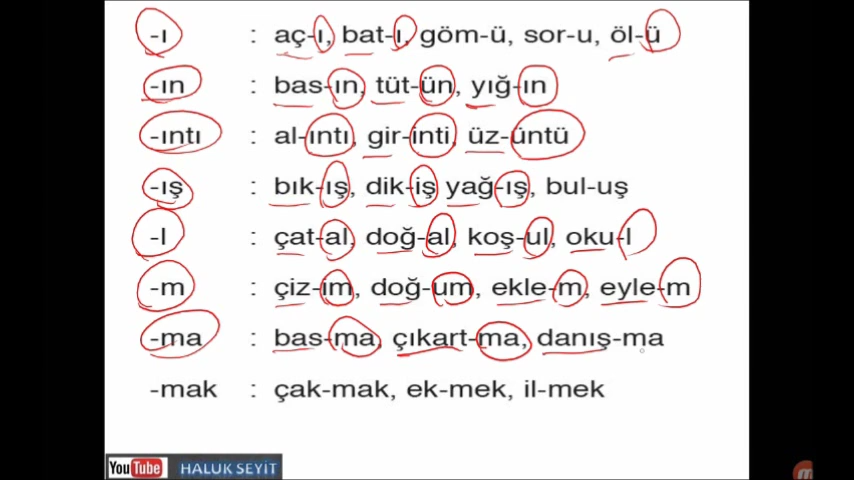 -ı : aç-ı, bat-ı, göm-ü, sor-u, öl-ü
-ın : bas-ın, tüt-ün, yığ-ın
-ıntı : al-ıntı, gir-inti, üz-üntü
-ış : bık-ış, dik-iş yağ-ış, bul-uş
-l : çat-al, doğ-al, koş-ul, oku-l
-m : çiz-im, doğ-um, ekle-m, eyle-m
-ma : bas-ma, çıkart-ma, danış-ma
-mak : çak-mak, ek-mek, il-mek
YouTube HALUK SEYİT